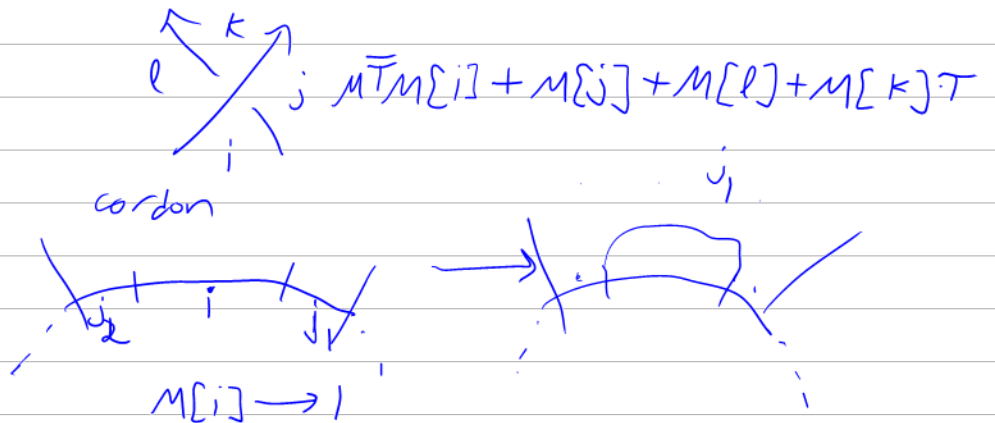 k
l j M T̄ M[i] + M[j] + M[l] + M[k]·T
i
j₁
cordon
j₂ i j₁
M[i] → 1